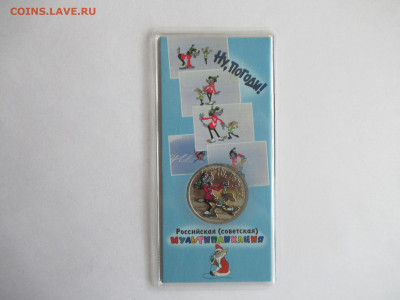 COINS.LAVE.RU
Ну, погоди!
Российская (советская)
мультипликация